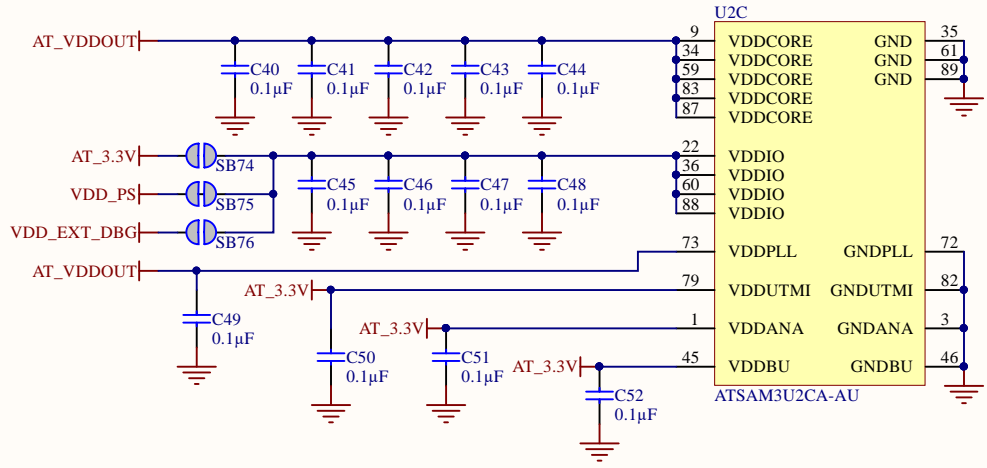 U2C
AT_VDDOUT
9 VDDCORE GND 35
34 VDDCORE GND 61
59 VDDCORE GND 89
83 VDDCORE
87 VDDCORE
C40 C41 C42 C43 C44
0.1µF 0.1µF 0.1µF 0.1µF 0.1µF
AT_3.3V SB74
22 VDDIO
36 VDDIO
60 VDDIO
88 VDDIO
VDD_PS SB75
C45 C46 C47 C48
0.1µF 0.1µF 0.1µF 0.1µF
VDD_EXT_DBG SB76
73 VDDPLL GNDPLL 72
AT_VDDOUT
AT_3.3V 79 VDDUTMI GNDUTMI 82
C49
0.1µF
AT_3.3V 1 VDDANA GNDANA 3
C50 C51
0.1µF 0.1µF
AT_3.3V 45 VDDBU GNDBU 46
C52
0.1µF
ATSAM3U2CA-AU